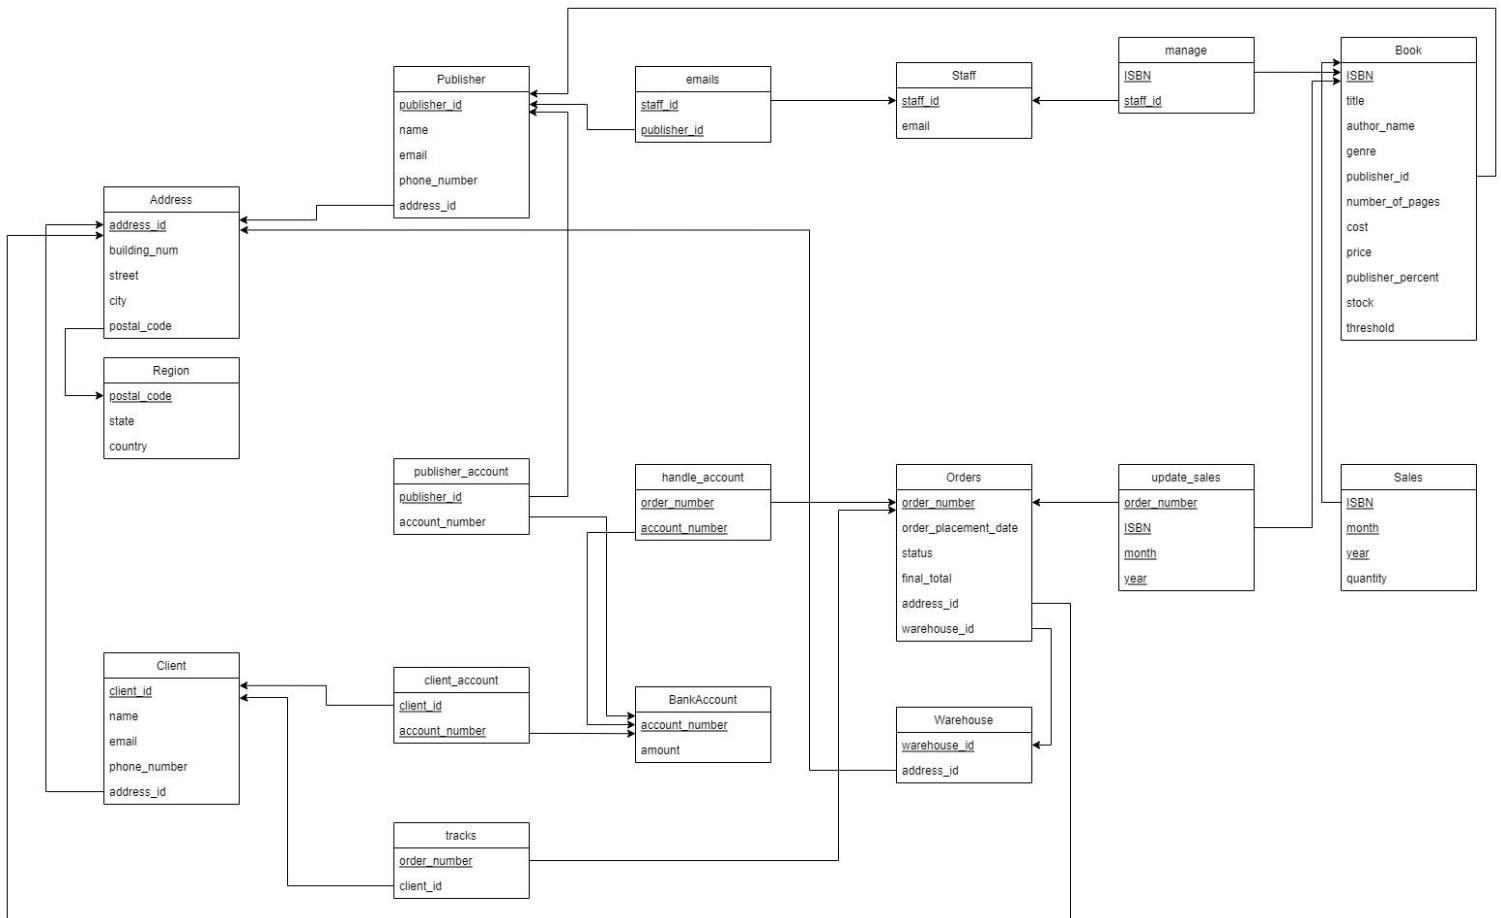 Publisher
publisher_id
name
email
phone_number
address_id
emails
staff_id
publisher_id
Staff
staff_id
email
manage
ISBN
staff_id
Book
ISBN
title
author_name
genre
publisher_id
number_of_pages
cost
price
publisher_percent
stock
threshold
Address
address_id
building_num
street
city
postal_code
Region
postal_code
state
country
publisher_account
publisher_id
account_number
handle_account
order_number
account_number
Orders
order_number
order_placement_date
status
final_total
address_id
warehouse_id
update_sales
order_number
ISBN
month
year
Sales
ISBN
month
year
quantity
Client
client_id
name
email
phone_number
address_id
client_account
client_id
account_number
BankAccount
account_number
amount
Warehouse
warehouse_id
address_id
tracks
order_number
client_id